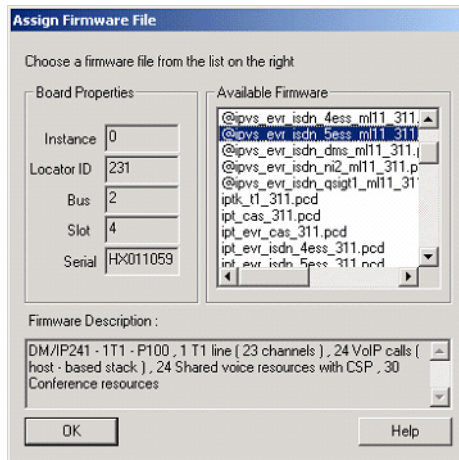 Assign Firmware File
Choose a firmware file from the list on the right
Board Properties
Instance 0
Locator ID 231
Bus 2
Slot 4
Serial HX011059
Available Firmware
@ipvs_evr_isdn_4ess_ml11_311.
@ipvs_evr_isdn_5ess_ml11_311.
@ipvs_evr_isdn_dms_ml11_311.
@ipvs_evr_isdn_ni2_ml11_311.p
@ipvs_evr_isdn_qsigt1_ml11_31
iptk_t1_311.pcd
ipt_cas_311.pcd
ipt_evr_cas_311.pcd
ipt_evr_isdn_4ess_311.pcd
ipt_evr_isdn_5ess_311.pcd
Firmware Description :
DM/IP241 - 1T1 - P100 , 1 T1 line ( 23 channels ) , 24 VoIP calls (
host - based stack ) , 24 Shared voice resources with CSP , 30
Conference resources
OK
Help